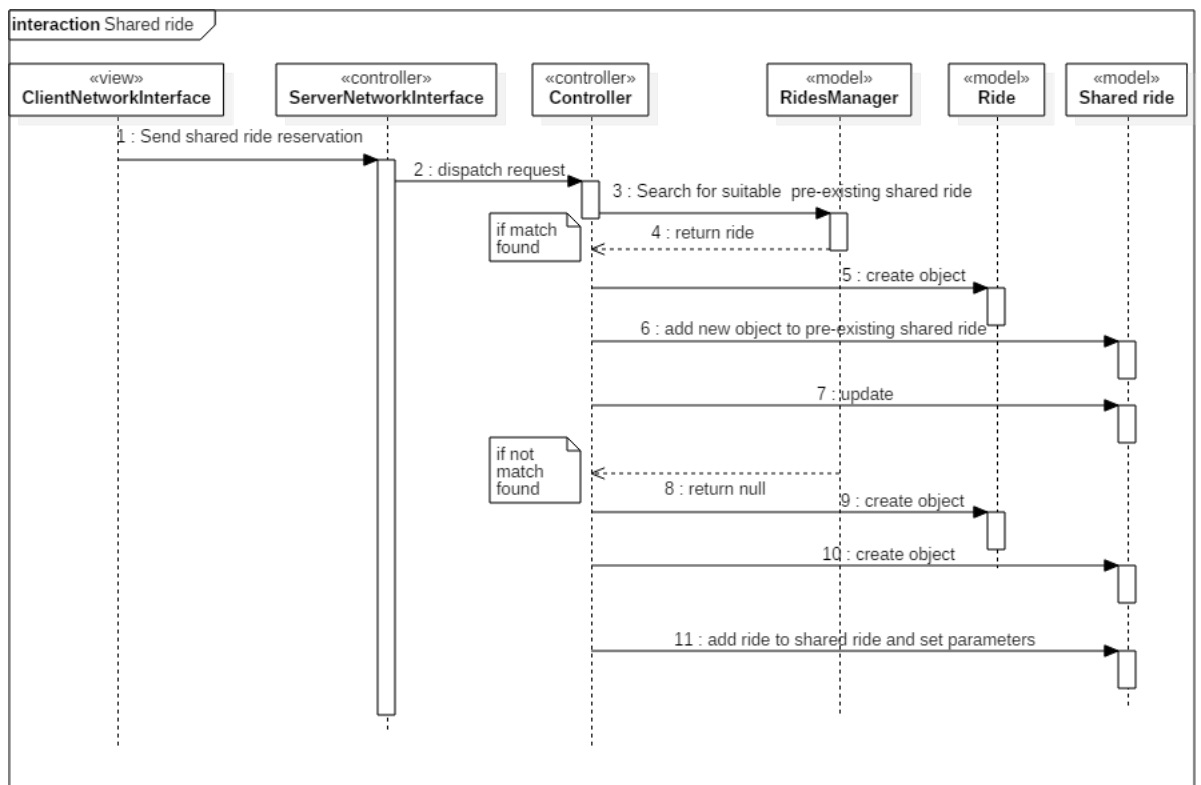 interaction Shared ride
«view»
ClientNetworkInterface
«controller»
ServerNetworkInterface
«controller»
Controller
«model»
RidesManager
«model»
Ride
«model»
Shared ride
1 : Send shared ride reservation
2 : dispatch request
3 : Search for suitable  pre-existing shared ride
if match
found
4 : return ride
5 : create object
6 : add new object to pre-existing shared ride
7 : update
if not
match
found
8 : return null
9 : create object
10 : create object
11 : add ride to shared ride and set parameters